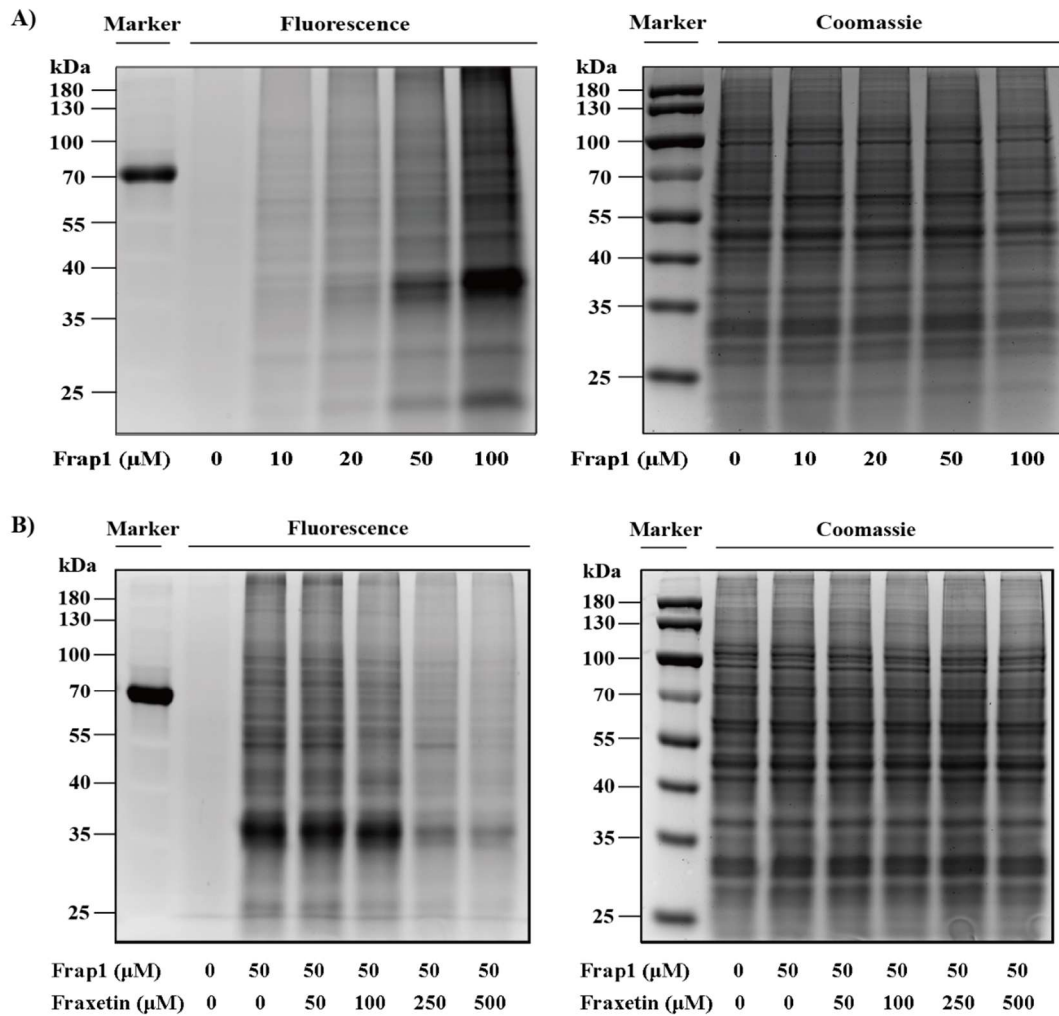 A)
Marker Fluorescence Marker Coomassie
kDa kDa
180 180
130 130
100 100
70 70
55 55
40 40
35 35
25 25
Frap1 (µM) 0 10 20 50 100 Frap1 (µM) 0 10 20 50 100
B)
Marker Fluorescence Marker Coomassie
kDa kDa
180 180
130 130
100 100
70 70
55 55
40 40
35 35
25 25
Frap1 (µM) 0 50 50 50 50 50 Frap1 (µM) 0 50 50 50 50 50
Fraxetin (µM) 0 0 50 100 250 500 Fraxetin (µM) 0 0 50 100 250 500